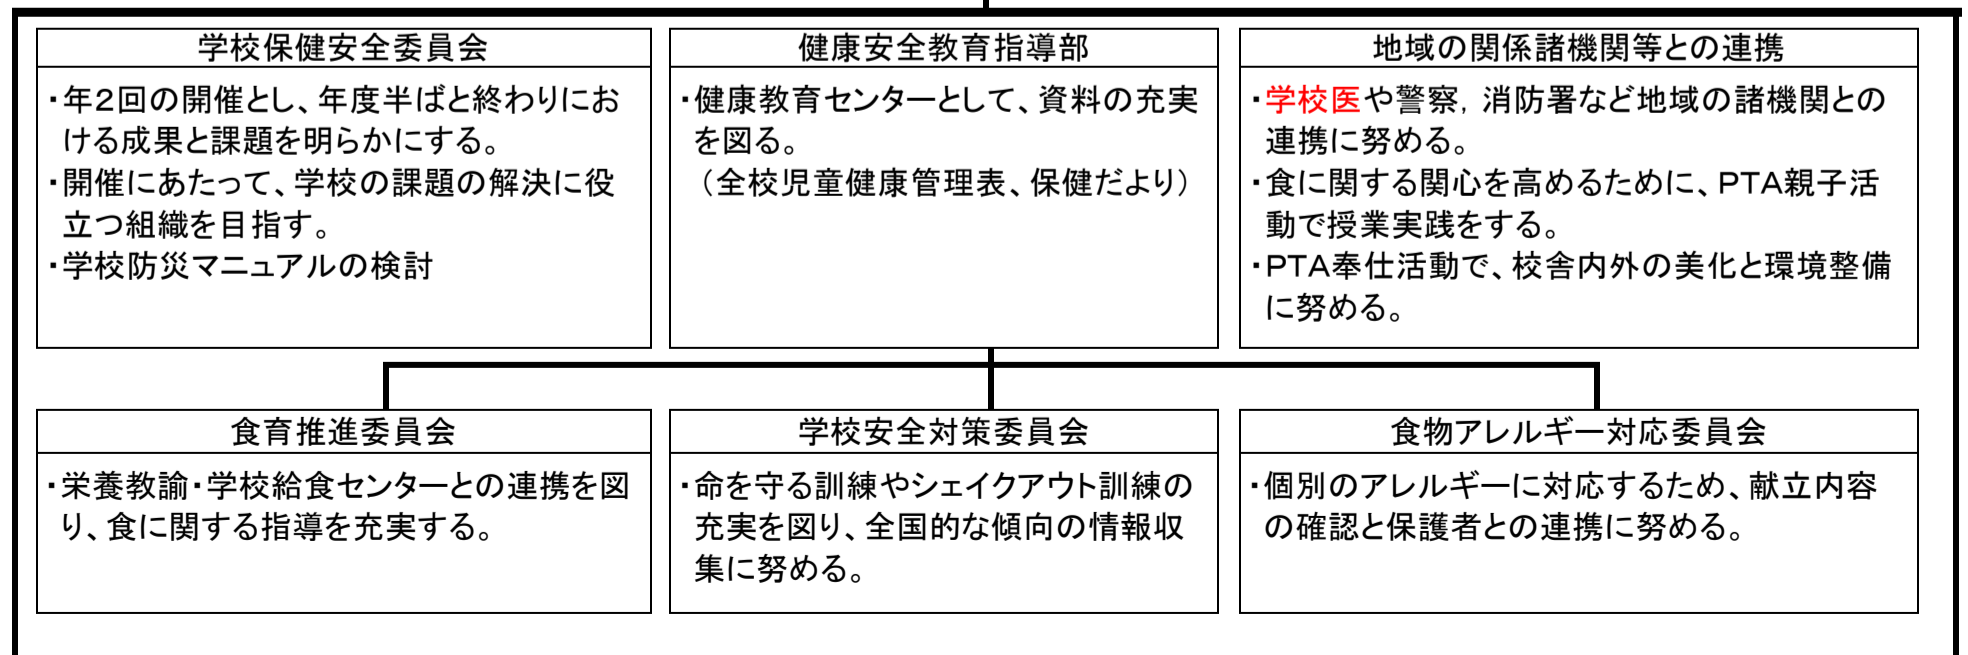 学校保健安全委員会
・年２回の開催とし、年度半ばと終わりにお
ける成果と課題を明らかにする。
・開催にあたって、学校の課題の解決に役
立つ組織を目指す。
・学校防災マニュアルの検討
健康安全教育指導部
・健康教育センターとして、資料の充実
を図る。
（全校児童健康管理表、保健だより）
地域の関係諸機関等との連携
・学校医や警察，消防署など地域の諸機関との
連携に努める。
・食に関する関心を高めるために、ＰＴＡ親子活
動で授業実践をする。
・ＰＴＡ奉仕活動で、校舎内外の美化と環境整備
に努める。
食育推進委員会
・栄養教諭・学校給食センターとの連携を図
り、食に関する指導を充実する。
学校安全対策委員会
・命を守る訓練やシェイクアウト訓練の
充実を図り、全国的な傾向の情報収
集に努める。
食物アレルギー対応委員会
・個別のアレルギーに対応するため、献立内容
の確認と保護者との連携に努める。